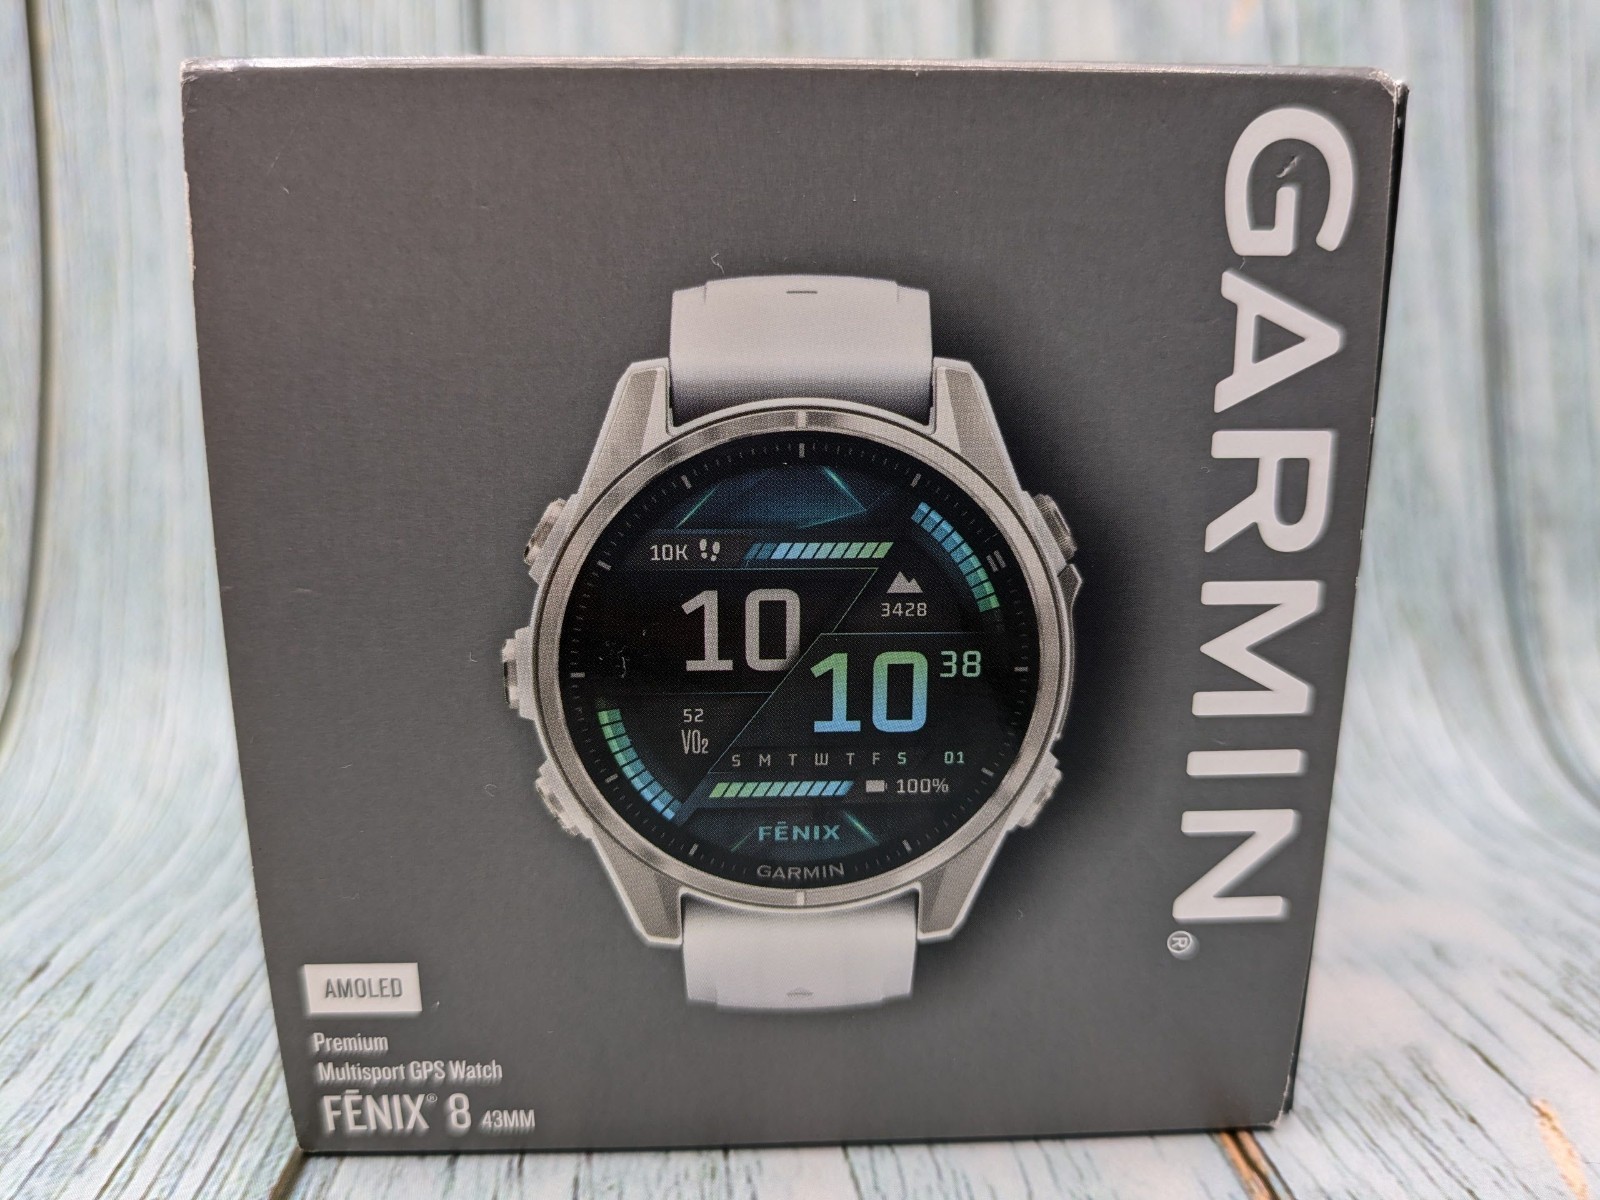 GARMIN®
10K
10
3428
10 38
52
VO₂
S M T W T F S 01
100%
FĒNIX
GARMIN
AMOLED
Premium
Multisport GPS Watch
FĒNIX® 8 43MM